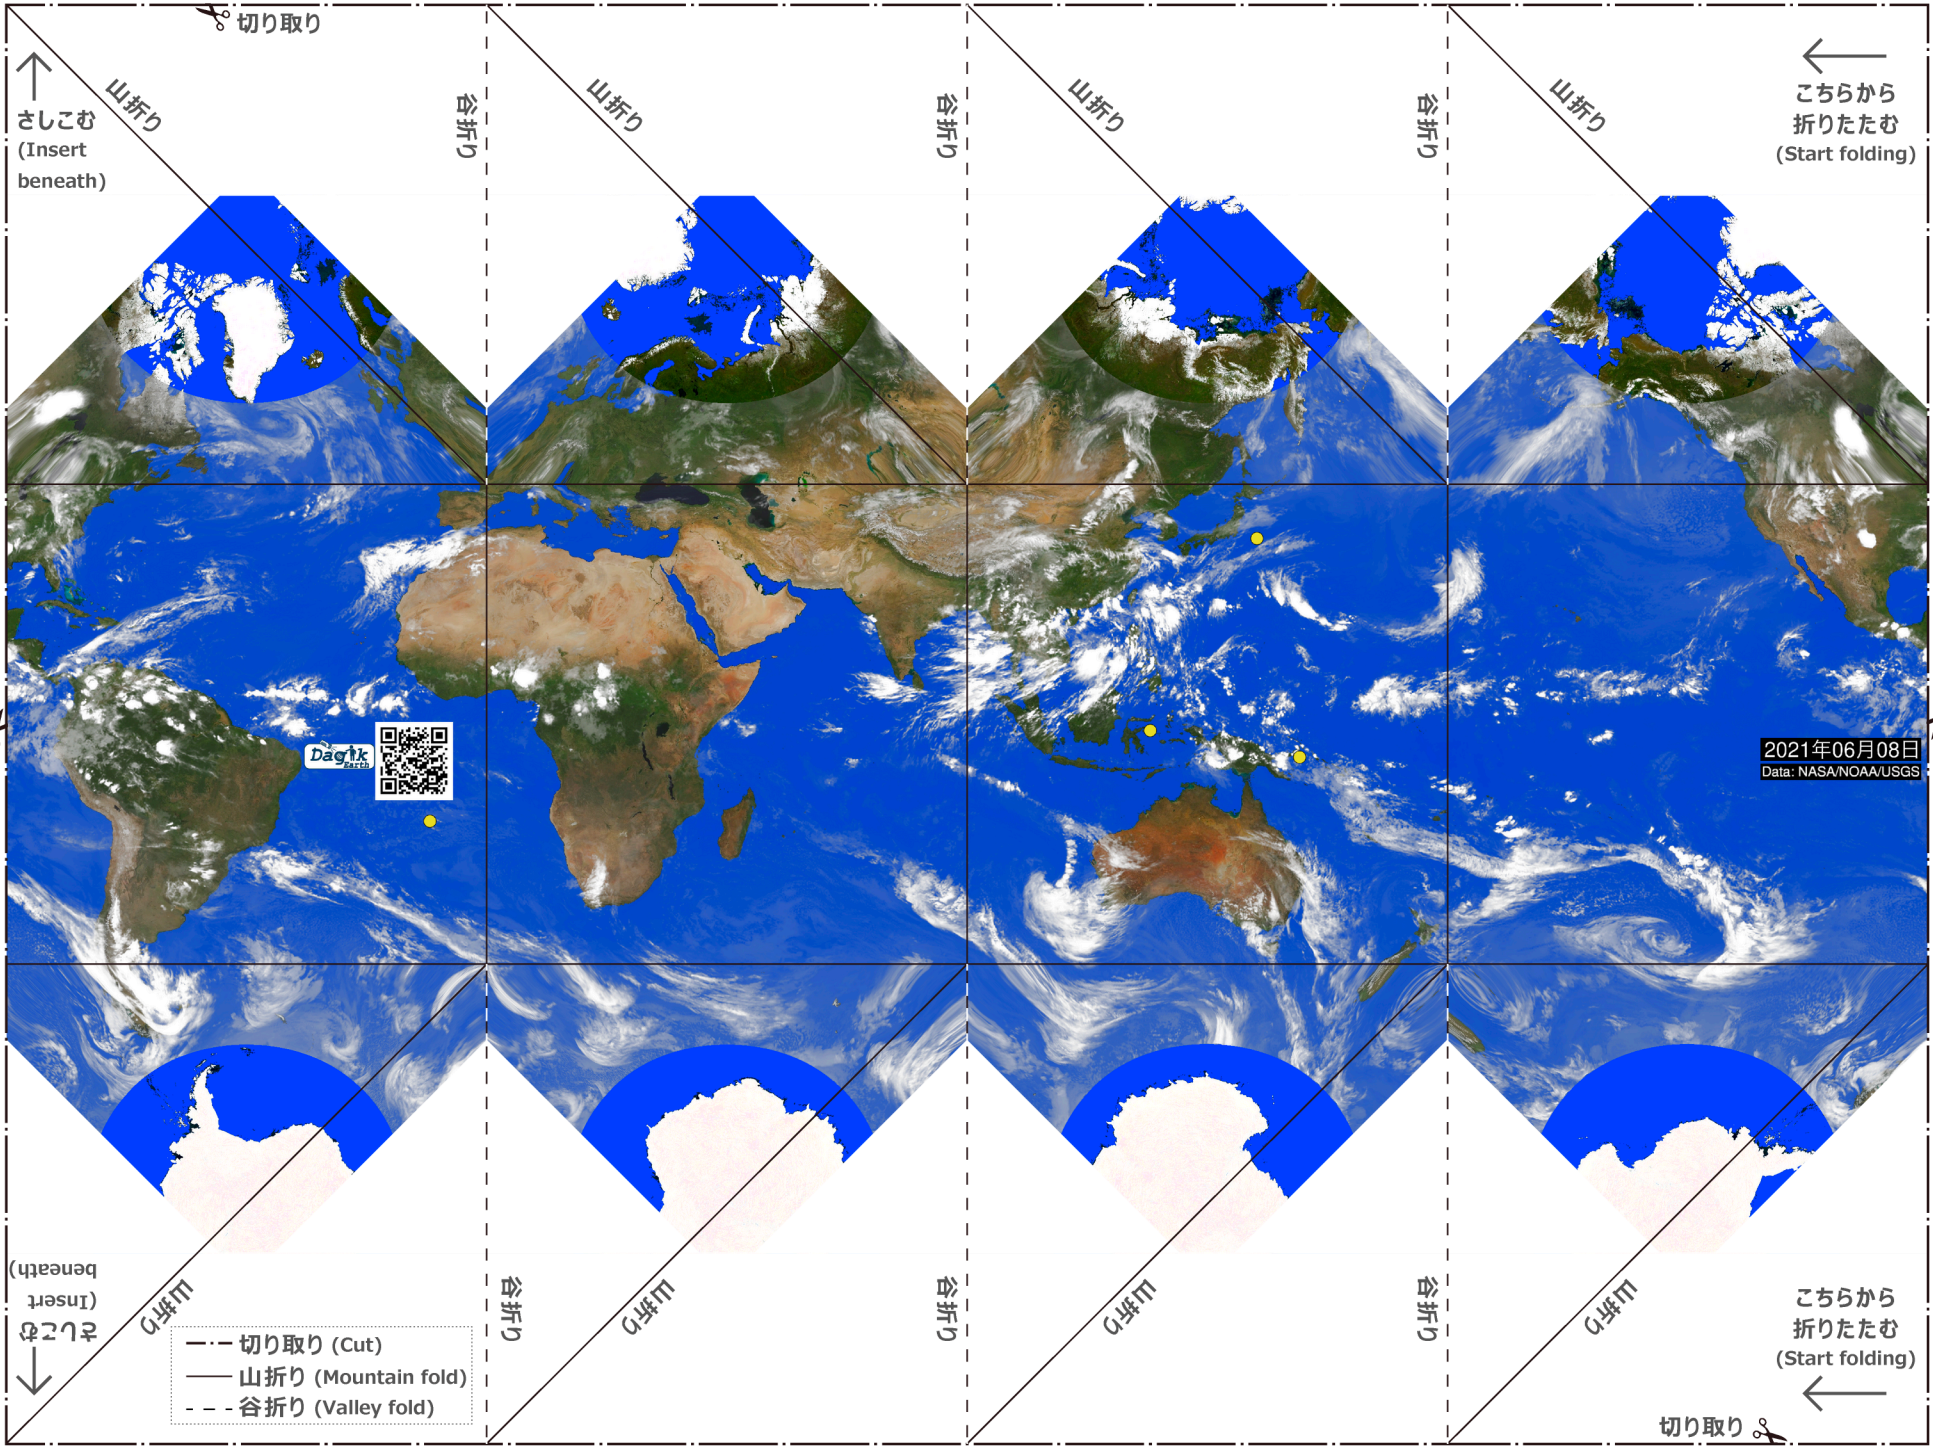 切り取り
さしこむ
(Insert
beneath)
山折り
谷折り
山折り
谷折り
山折り
谷折り
山折り
こちらから
折りたたむ
(Start folding)
Dagik
Earth
2021年06月08日
Data: NASA/NOAA/USGS
さしこむ
(Insert
beneath)
山折り
谷折り
山折り
谷折り
山折り
谷折り
山折り
こちらから
折りたたむ
(Start folding)
切り取り (Cut)
山折り (Mountain fold)
谷折り (Valley fold)
切り取り